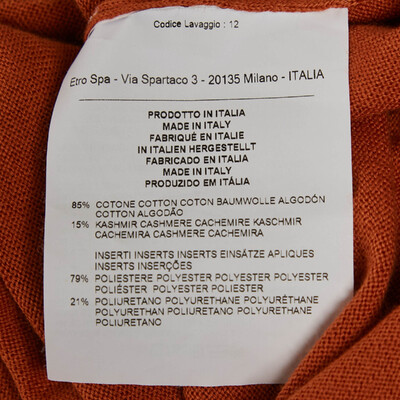 Codice Lavaggio : 12
Etro Spa - Via Spartaco 3 - 20135 Milano - ITALIA
PRODOTTO IN ITALIA
MADE IN ITALY
FABRIQUÉ EN ITALIE
IN ITALIEN HERGESTELLT
FABRICADO EN ITALIA
MADE IN ITALY
PRODUZIDO EM ITÁLIA
85% COTONE COTTON COTON BAUMWOLLE ALGODÓN
COTTON ALGODÃO
15% KASHMIR CASHMERE CACHEMIRE KASCHMIR
CACHEMIRA CASHMERE CACHEMIRA
INSERTI INSERTS INSERTS EINSÄTZE APLIQUES
INSERTS INSERÇÕES
79% POLIESTERE POLYESTER POLYESTER POLYESTER
POLIÉSTER POLYESTER POLIESTER
21% POLIURETANO POLYURETHANE POLYURÉTHANE
POLYURETHAN POLIURETANO POLYURETHANE
POLIURETANO